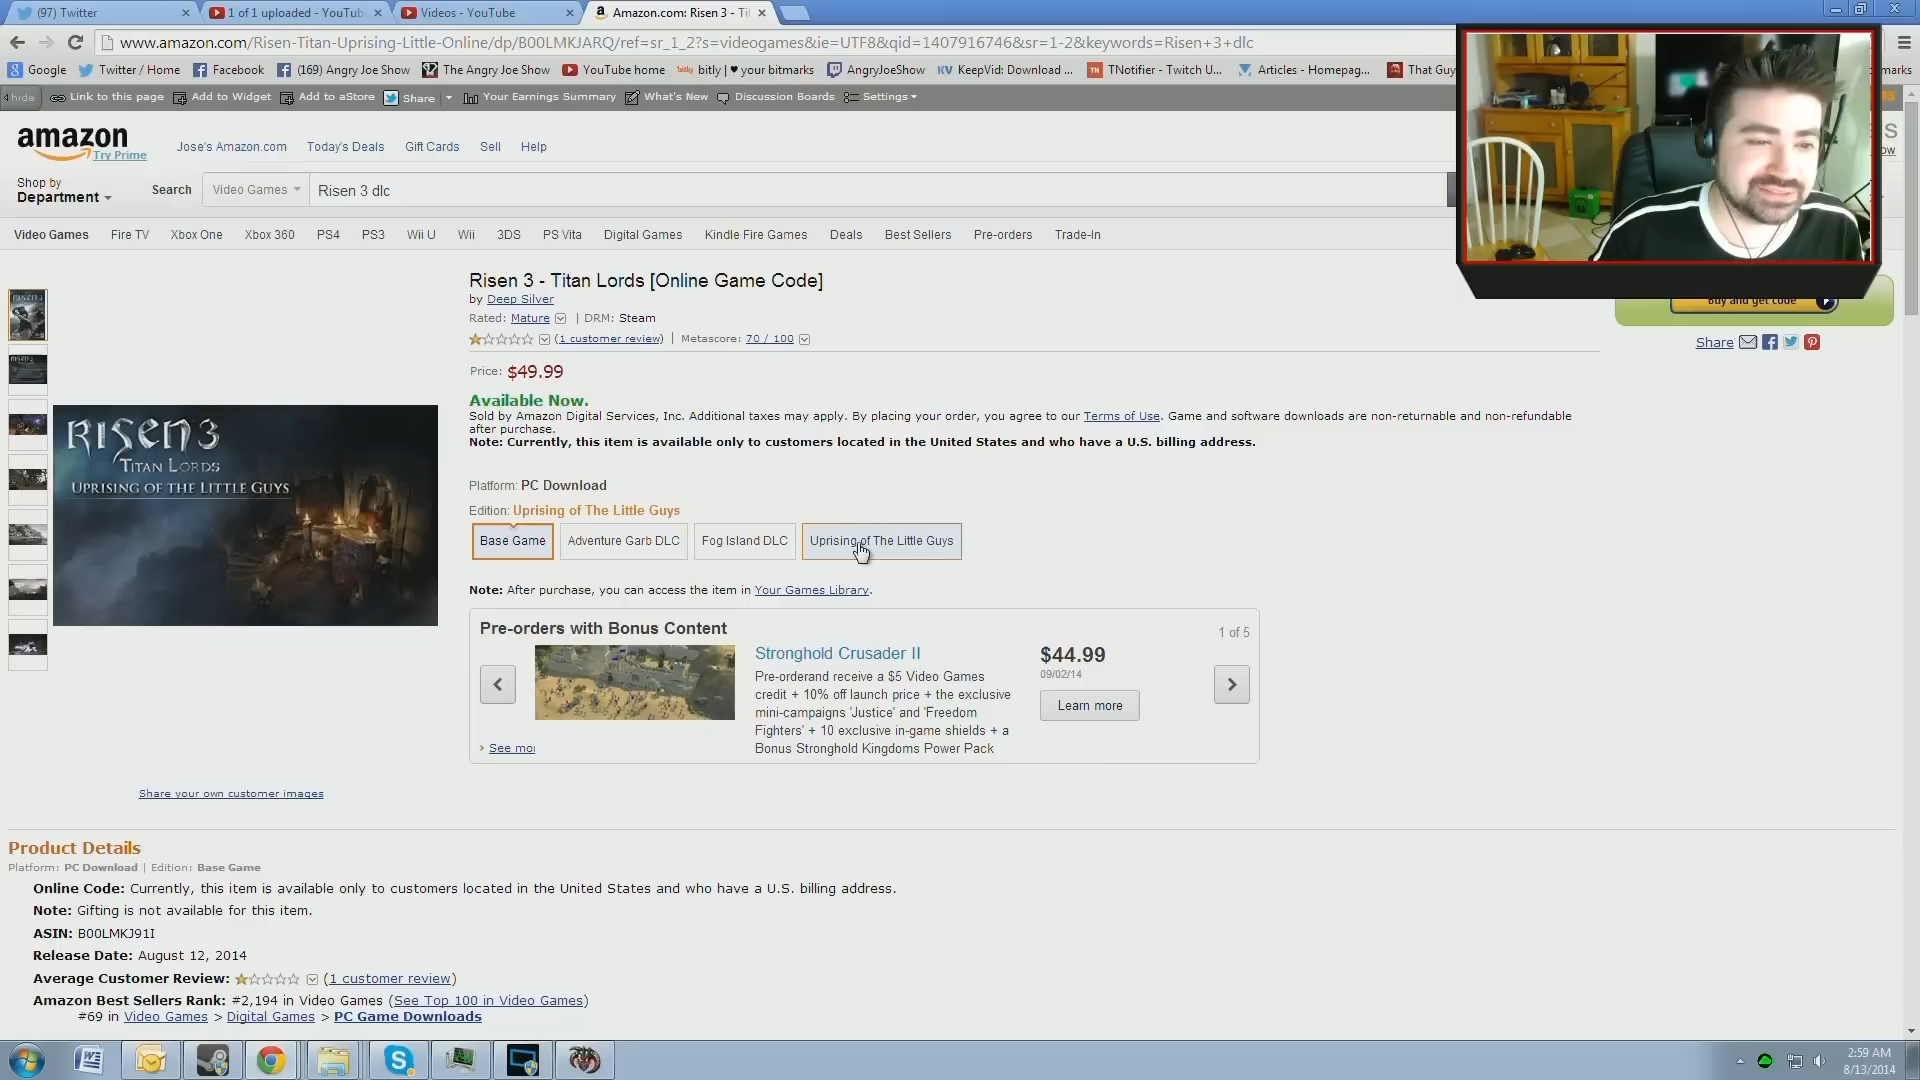 (97) Twitter
1 of 1 uploaded - YouTub
Videos - YouTube
Amazon.com: Risen 3 - Ti
www.amazon.com/Risen-Titan-Uprising-Little-Online/dp/B00LMKJARQ/ref=sr_1_2?s=videogames&ie=UTF8&qid=1407916746&sr=1-2&keywords=Risen+3+dlc
Google Twitter / Home Facebook (169) Angry Joe Show The Angry Joe Show YouTube home bitly | ♥ your bitmarks AngryJoeShow KeepVid: Download ... TNotifier - Twitch U... Articles - Homepag... That Guy
hide Link to this page Add to Widget Add to aStore Share Your Earnings Summary What's New Discussion Boards Settings
amazon
Try Prime
Jose's Amazon.com Today's Deals Gift Cards Sell Help
Shop by
Department
Search Video Games Risen 3 dlc
Video Games Fire TV Xbox One Xbox 360 PS4 PS3 Wii U Wii 3DS PS Vita Digital Games Kindle Fire Games Deals Best Sellers Pre-orders Trade-In
Risen 3 - Titan Lords [Online Game Code]
by Deep Silver
Rated: Mature | DRM: Steam
(1 customer review) | Metascore: 70 / 100
Price: $49.99
Available Now.
Sold by Amazon Digital Services, Inc. Additional taxes may apply. By placing your order, you agree to our Terms of Use. Game and software downloads are non-returnable and non-refundable
after purchase.
Note: Currently, this item is available only to customers located in the United States and who have a U.S. billing address.
Buy and get code
Share
RISEN 3
TITAN LORDS
UPRISING OF THE LITTLE GUYS
Platform: PC Download
Edition: Uprising of The Little Guys
Base Game Adventure Garb DLC Fog Island DLC Uprising of The Little Guys
Note: After purchase, you can access the item in Your Games Library.
Pre-orders with Bonus Content
1 of 5
Stronghold Crusader II
Pre-orderand receive a $5 Video Games
credit + 10% off launch price + the exclusive
mini-campaigns 'Justice' and 'Freedom
Fighters' + 10 exclusive in-game shields + a
Bonus Stronghold Kingdoms Power Pack
$44.99
09/02/14
Learn more
› See mor
Share your own customer images
Product Details
Platform: PC Download | Edition: Base Game
Online Code: Currently, this item is available only to customers located in the United States and who have a U.S. billing address.
Note: Gifting is not available for this item.
ASIN: B00LMKJ91I
Release Date: August 12, 2014
Average Customer Review: (1 customer review)
Amazon Best Sellers Rank: #2,194 in Video Games (See Top 100 in Video Games)
#69 in Video Games > Digital Games > PC Game Downloads
2:59 AM
8/13/2014